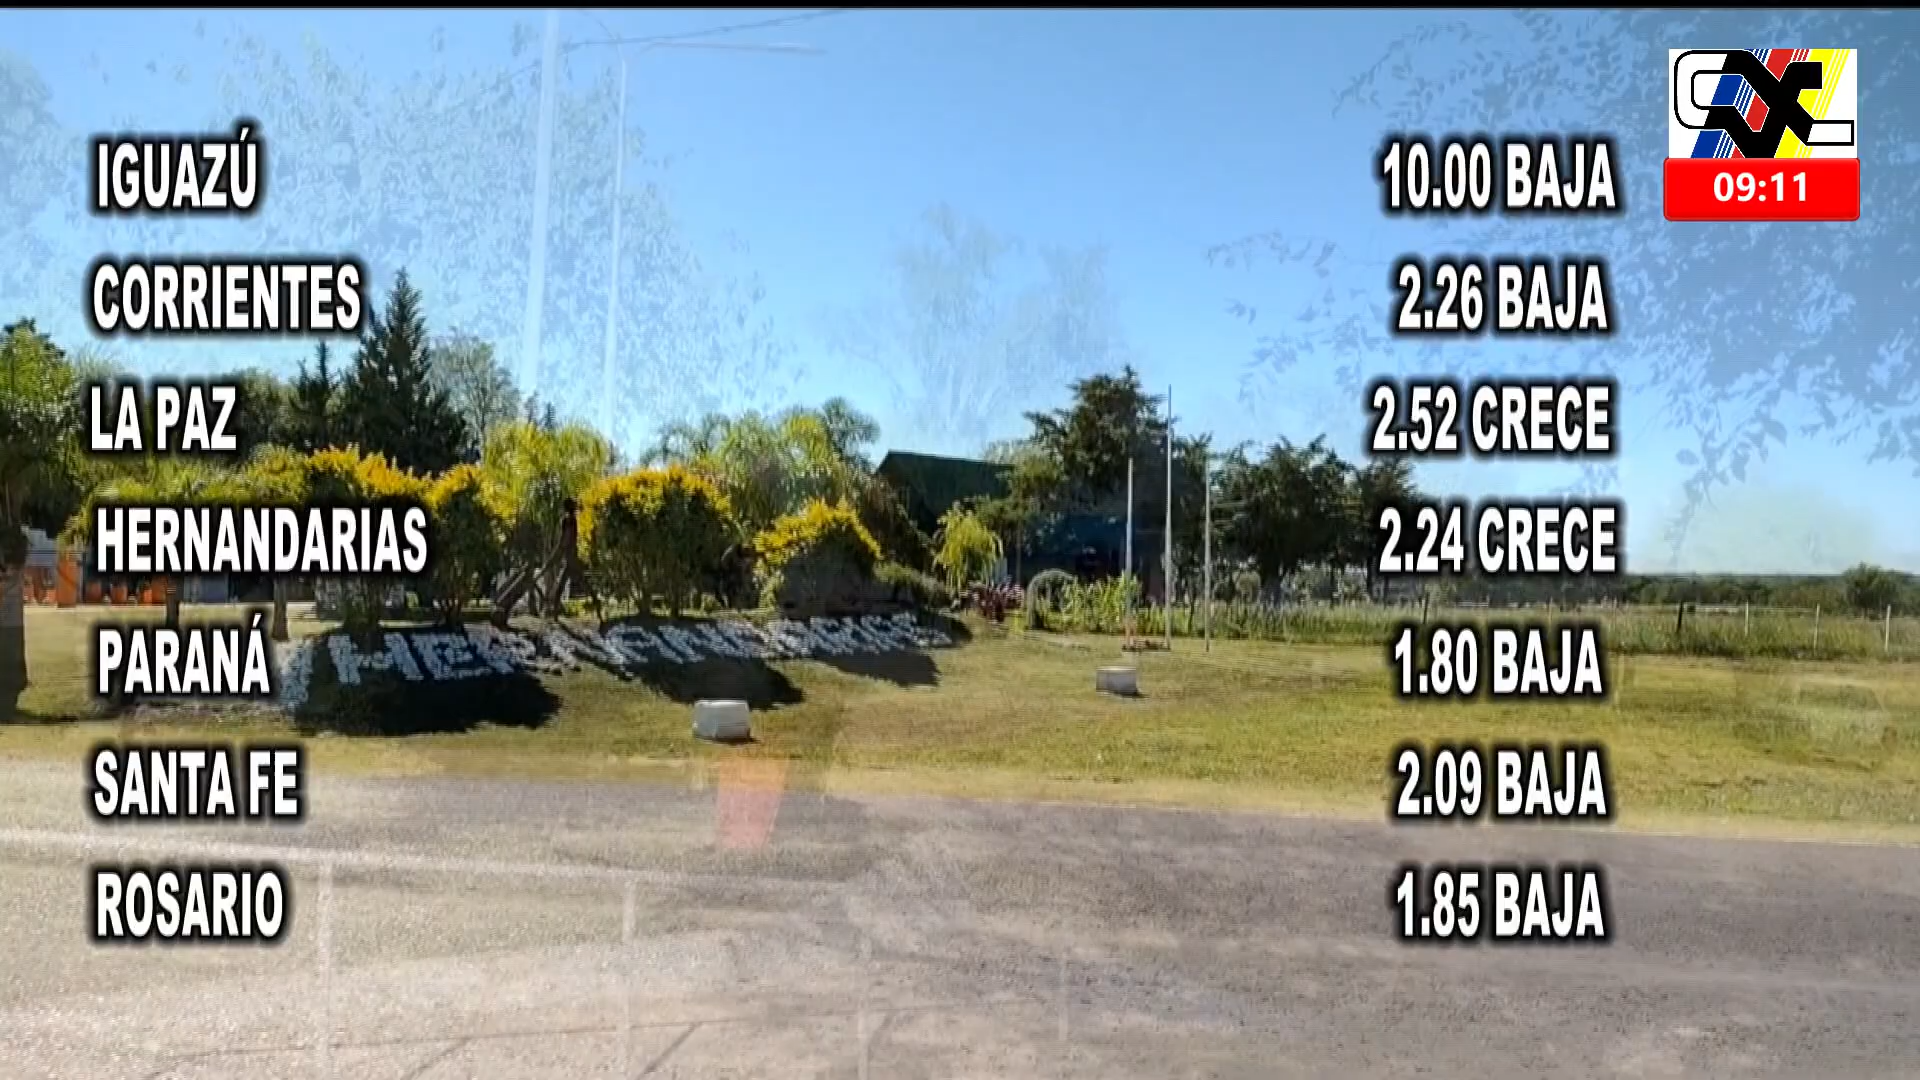 IGUAZÚ 10.00 BAJA
09:11
CORRIENTES 2.26 BAJA
LA PAZ 2.52 CRECE
HERNANDARIAS 2.24 CRECE
HERNANDARIAS
PARANÁ 1.80 BAJA
SANTA FE 2.09 BAJA
ROSARIO 1.85 BAJA